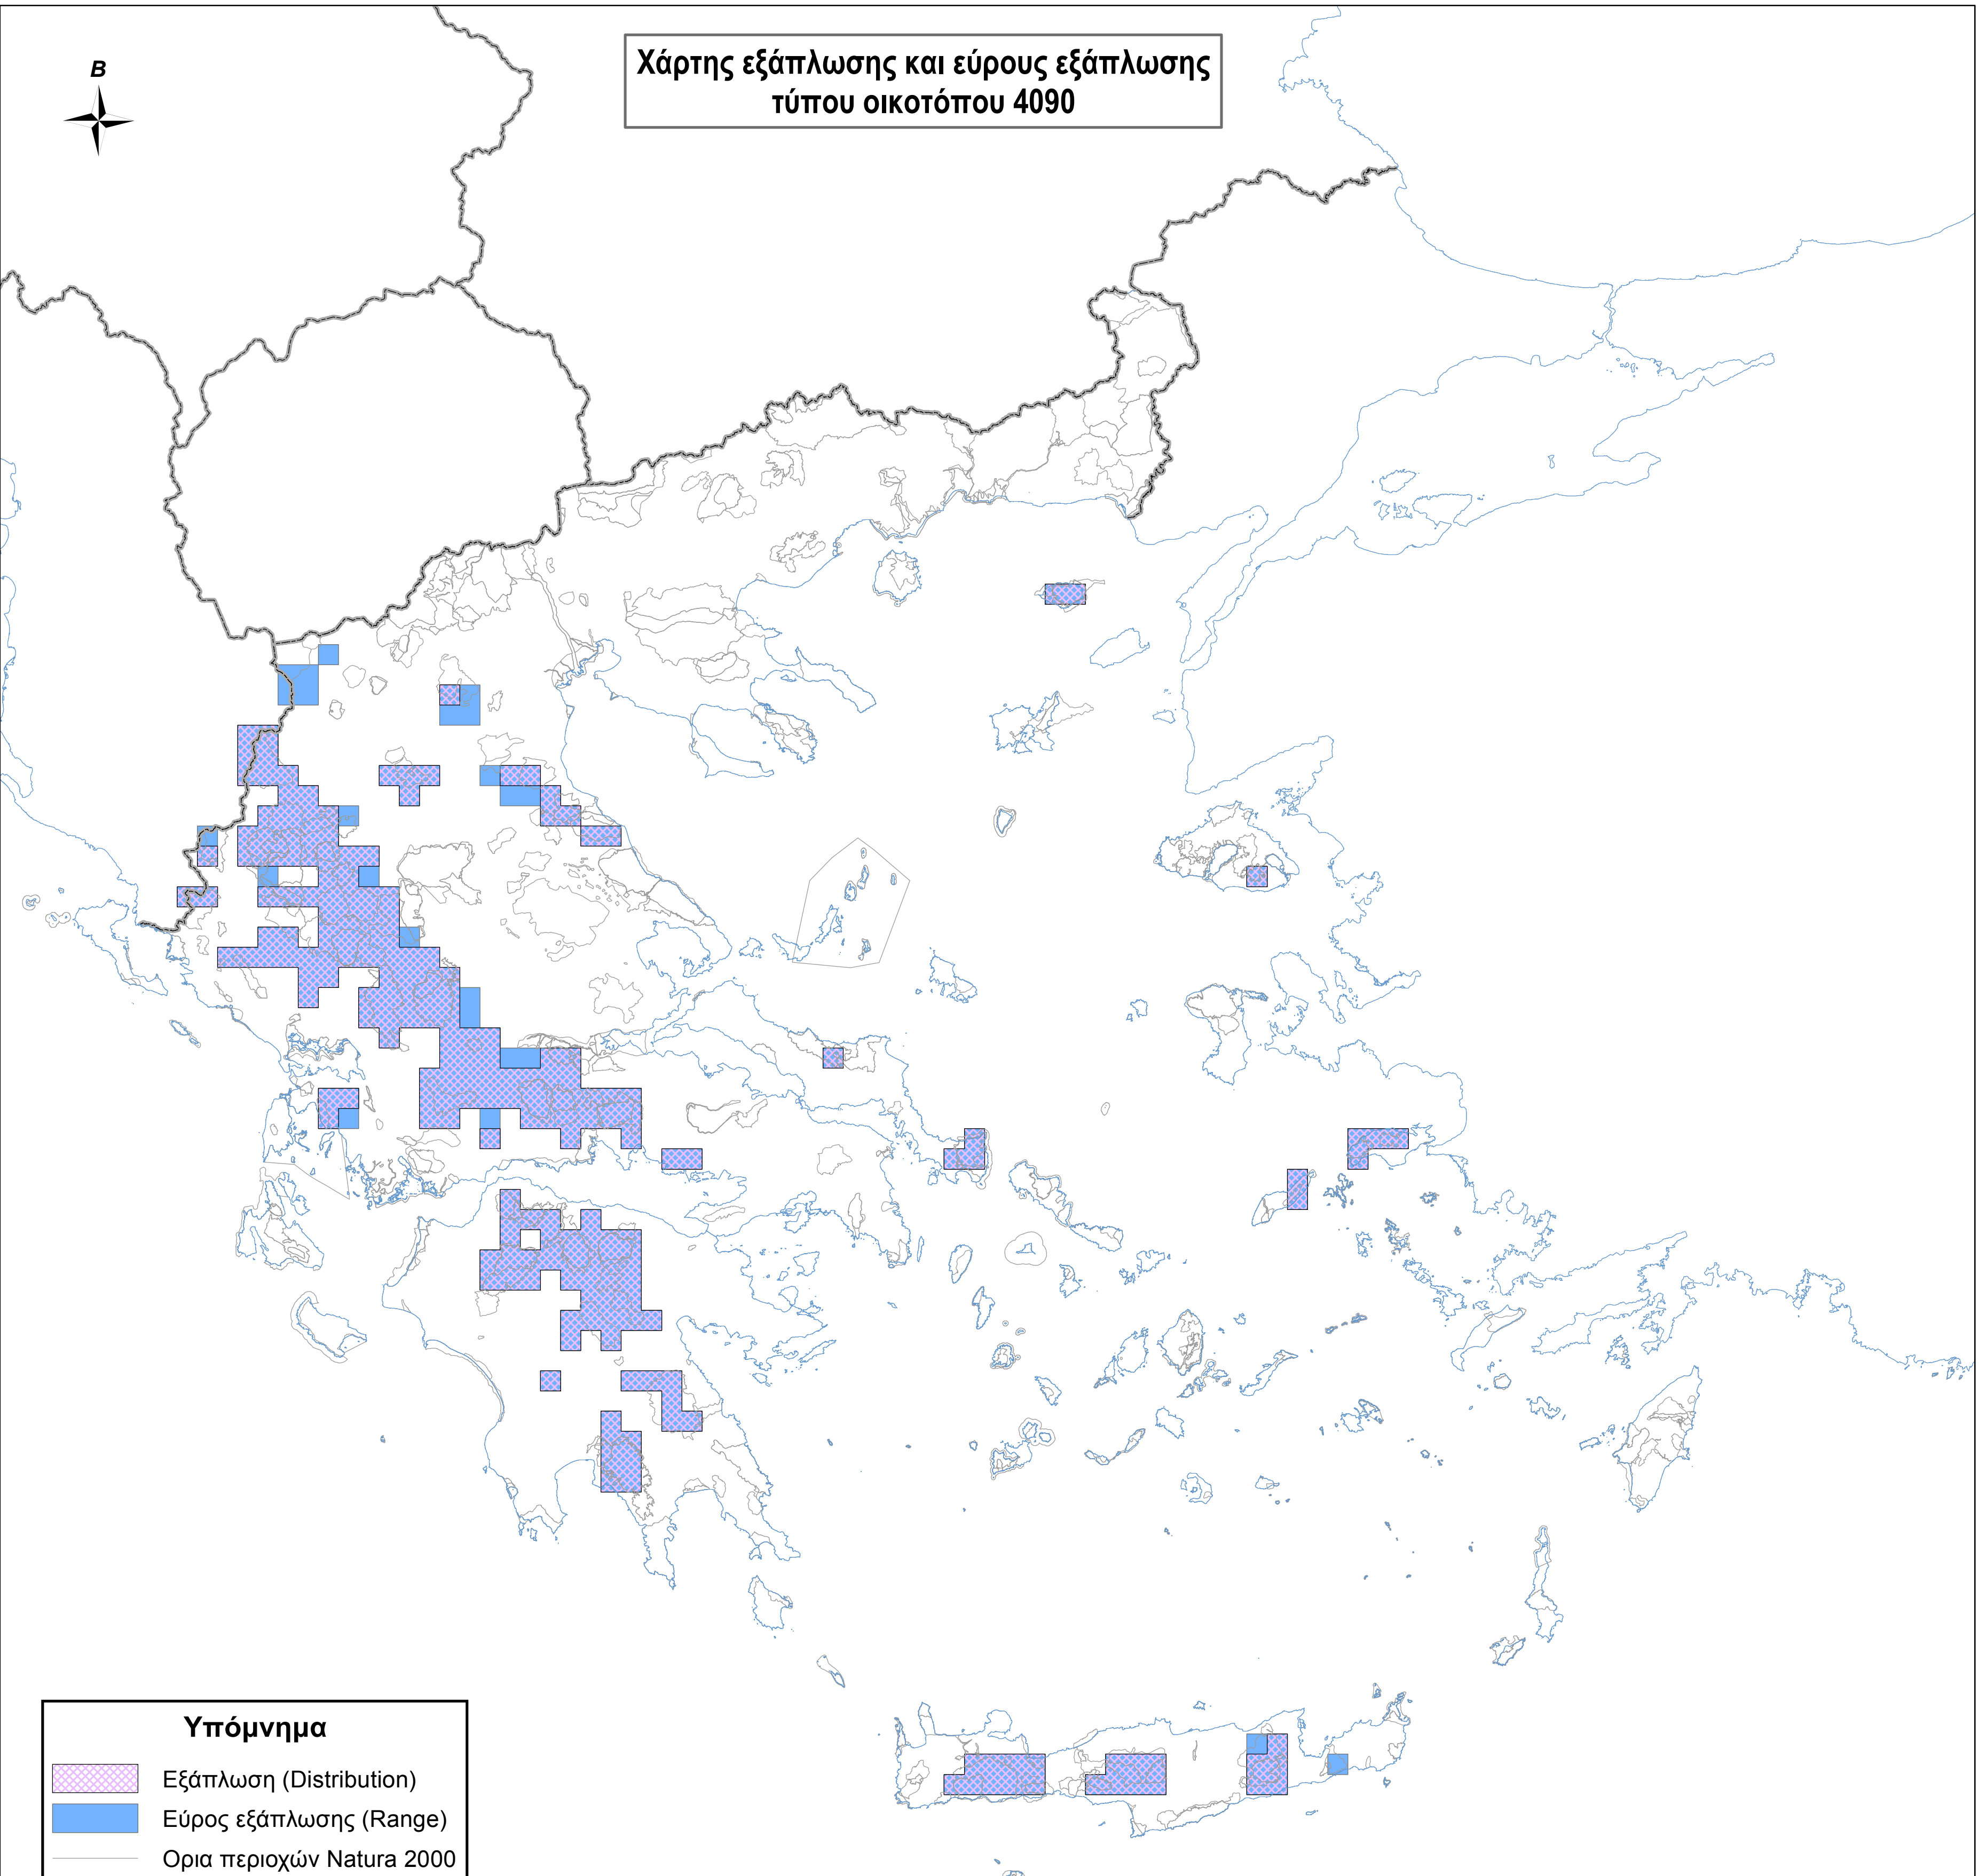 Χάρτης εξάπλωσης και εύρους εξάπλωσης
τύπου οικοτόπου 4090
Β
Υπόμνημα
Εξάπλωση (Distribution)
Εύρος εξάπλωσης (Range)
Ορια περιοχών Natura 2000